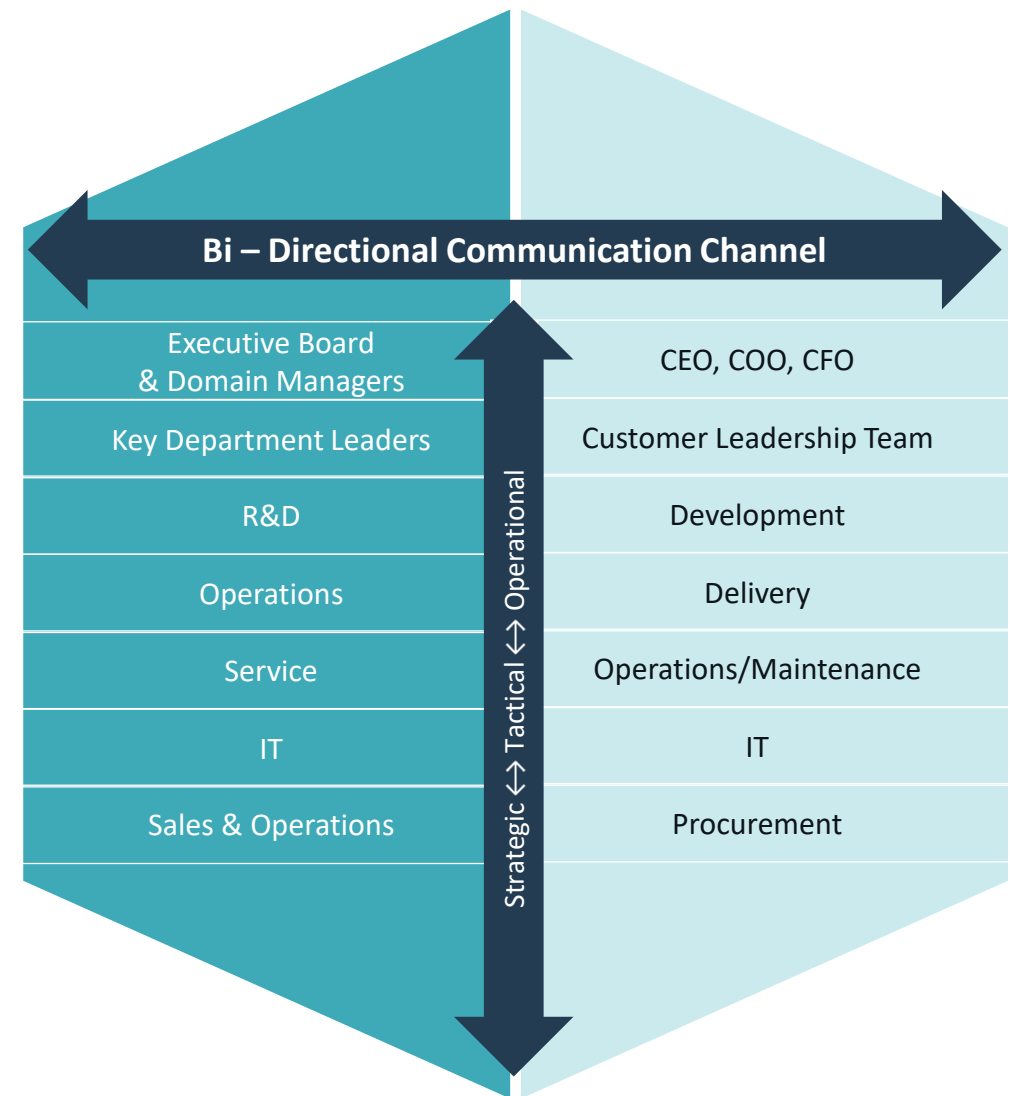 Bi – Directional Communication Channel
Executive Board
& Domain Managers
CEO, COO, CFO
Key Department Leaders
Customer Leadership Team
R&D
Development
Operations
Delivery
Service
Operations/Maintenance
IT
IT
Sales & Operations
Procurement
Strategic ↔ Tactical ↔ Operational